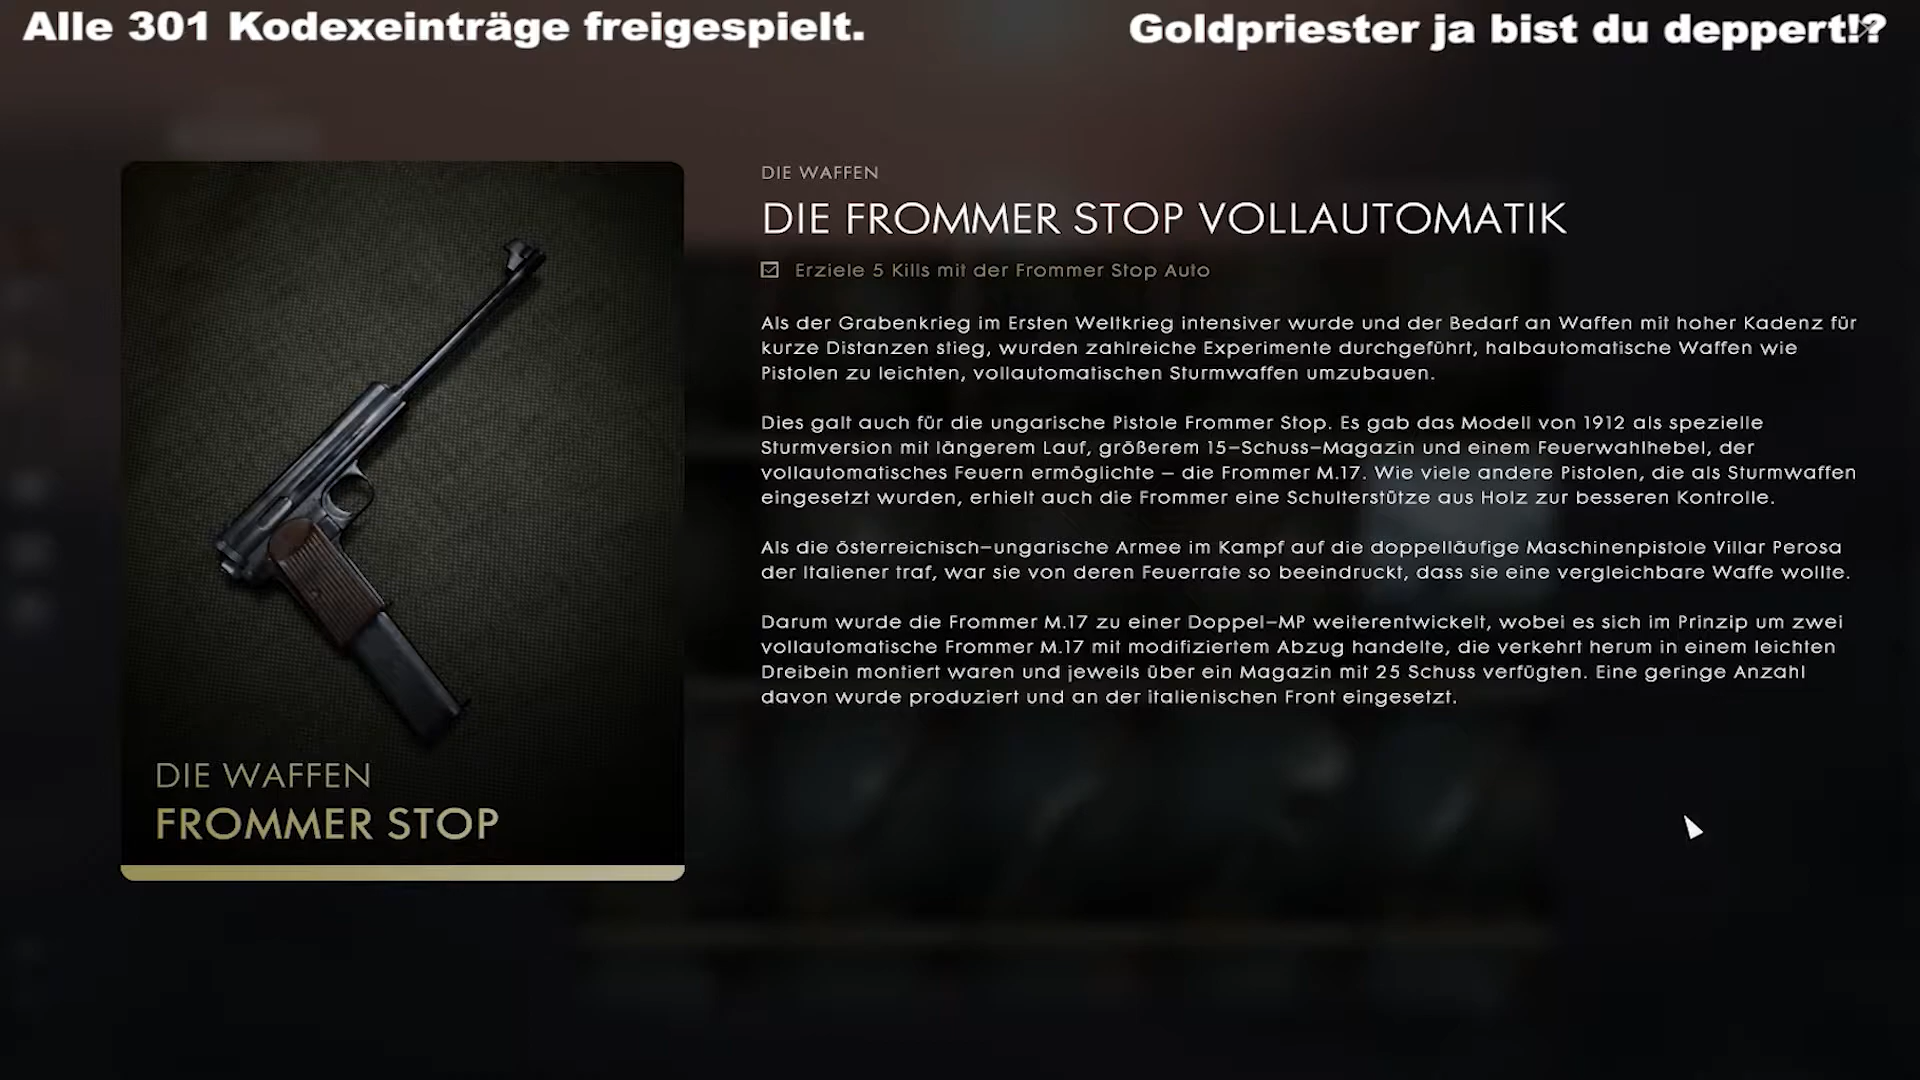 Alle 301 Kodexeinträge freigespielt.
Goldpriester ja bist du deppert!?
DIE WAFFEN
DIE FROMMER STOP VOLLAUTOMATIK
Erziele 5 Kills mit der Frommer Stop Auto
Als der Grabenkrieg im Ersten Weltkrieg intensiver wurde und der Bedarf an Waffen mit hoher Kadenz für
kurze Distanzen stieg, wurden zahlreiche Experimente durchgeführt, halbautomatische Waffen wie
Pistolen zu leichten, vollautomatischen Sturmwaffen umzubauen.
Dies galt auch für die ungarische Pistole Frommer Stop. Es gab das Modell von 1912 als spezielle
Sturmversion mit längerem Lauf, größerem 15-Schuss-Magazin und einem Feuerwahlhebel, der
vollautomatisches Feuern ermöglichte – die Frommer M.17. Wie viele andere Pistolen, die als Sturmwaffen
eingesetzt wurden, erhielt auch die Frommer eine Schulterstütze aus Holz zur besseren Kontrolle.
Als die österreichisch-ungarische Armee im Kampf auf die doppelläufige Maschinenpistole Villar Perosa
der Italiener traf, war sie von deren Feuerrate so beeindruckt, dass sie eine vergleichbare Waffe wollte.
Darum wurde die Frommer M.17 zu einer Doppel-MP weiterentwickelt, wobei es sich im Prinzip um zwei
vollautomatische Frommer M.17 mit modifiziertem Abzug handelte, die verkehrt herum in einem leichten
Dreibein montiert waren und jeweils über ein Magazin mit 25 Schuss verfügten. Eine geringe Anzahl
davon wurde produziert und an der italienischen Front eingesetzt.
DIE WAFFEN
FROMMER STOP